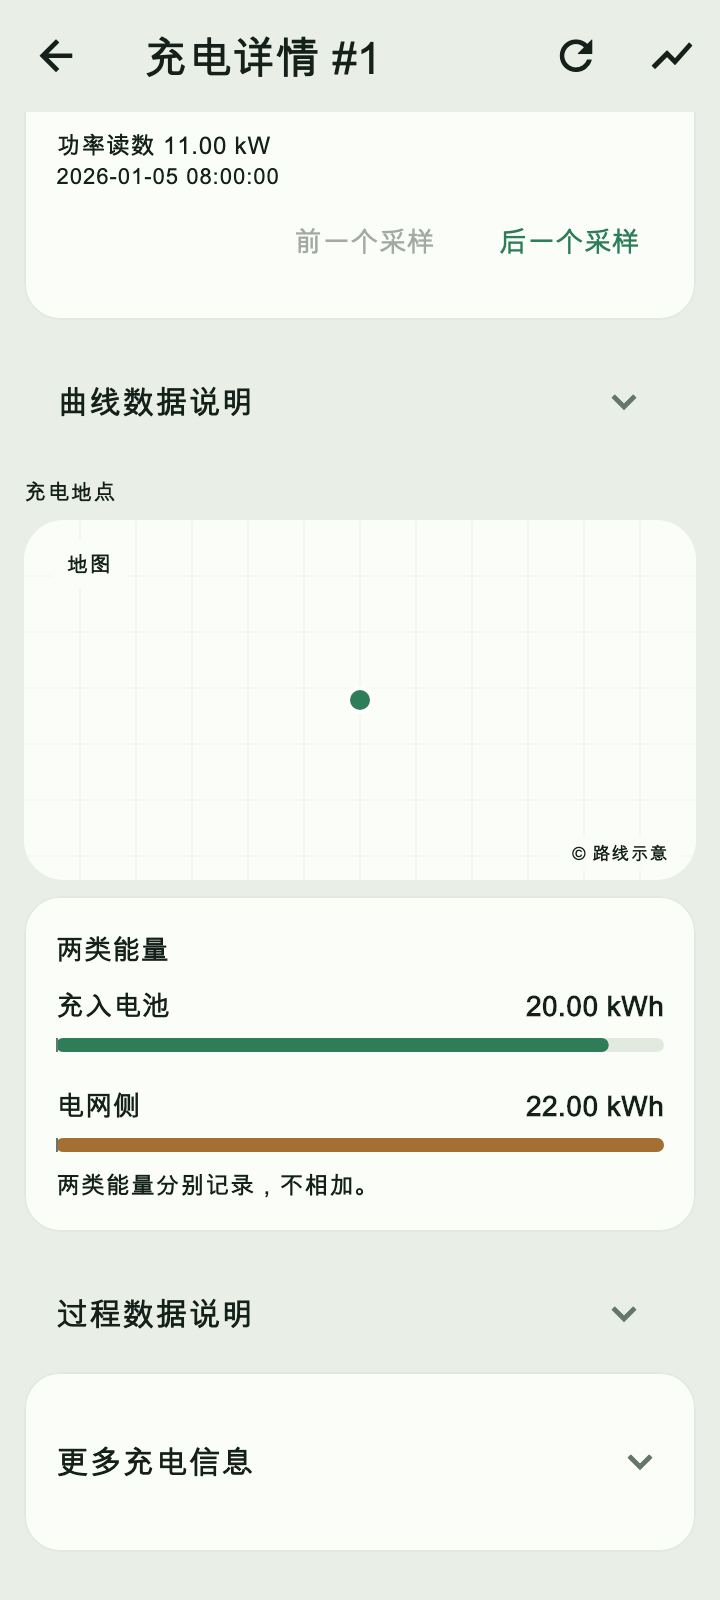 充电详情 #1
功率读数 11.00 kW
2026-01-05 08:00:00
前一个采样 后一个采样
曲线数据说明
充电地点
地图
© 路线示意
两类能量
充入电池 20.00 kWh
电网侧 22.00 kWh
两类能量分别记录，不相加。
过程数据说明
更多充电信息